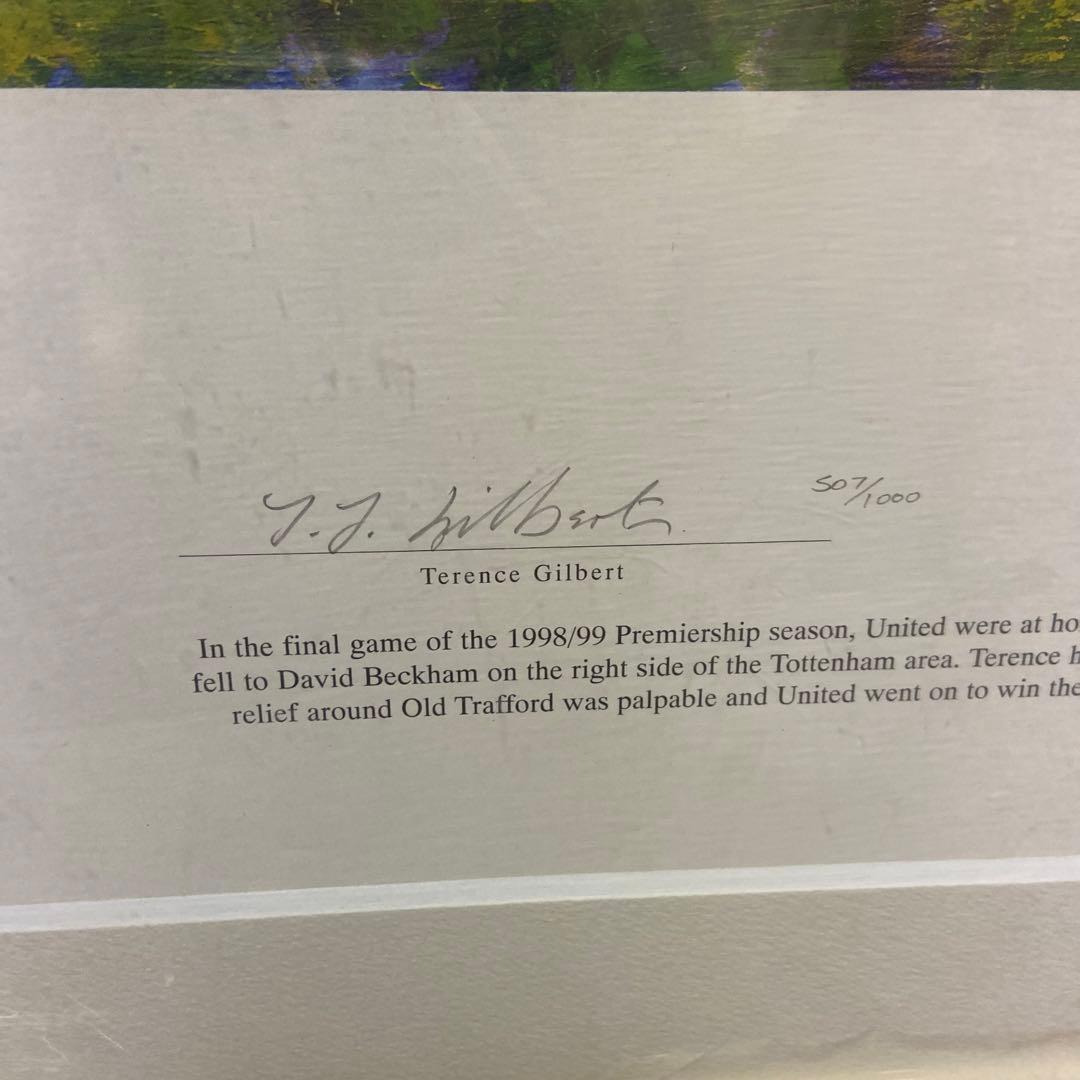 T. J. Gilbert 507/1000
Terence Gilbert
In the final game of the 1998/99 Premiership season, United were at ho
fell to David Beckham on the right side of the Tottenham area. Terence h
relief around Old Trafford was palpable and United went on to win the